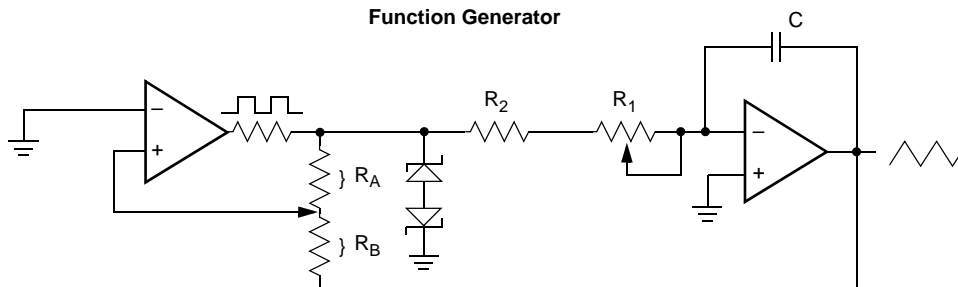 Function Generator
C
R2
R1
−
+
−
+
} RA
} RB